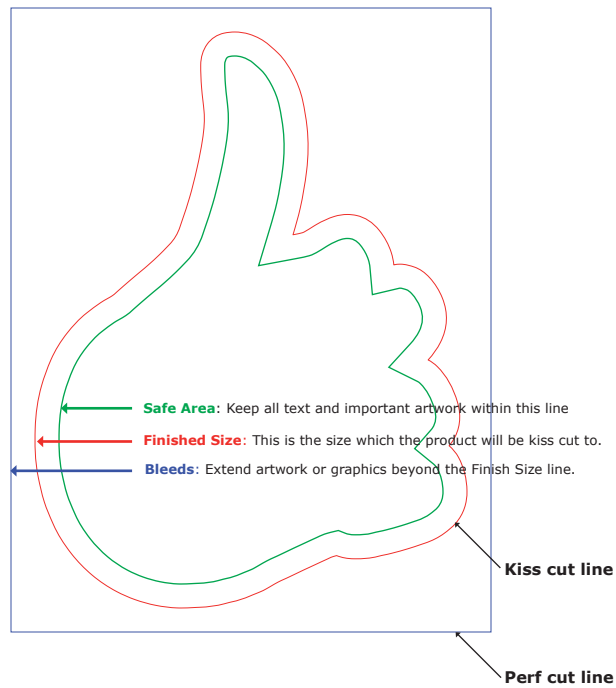 Safe Area: Keep all text and important artwork within this line
Finished Size: This is the size which the product will be kiss cut to.
Bleeds: Extend artwork or graphics beyond the Finish Size line.
Kiss cut line
Perf cut line